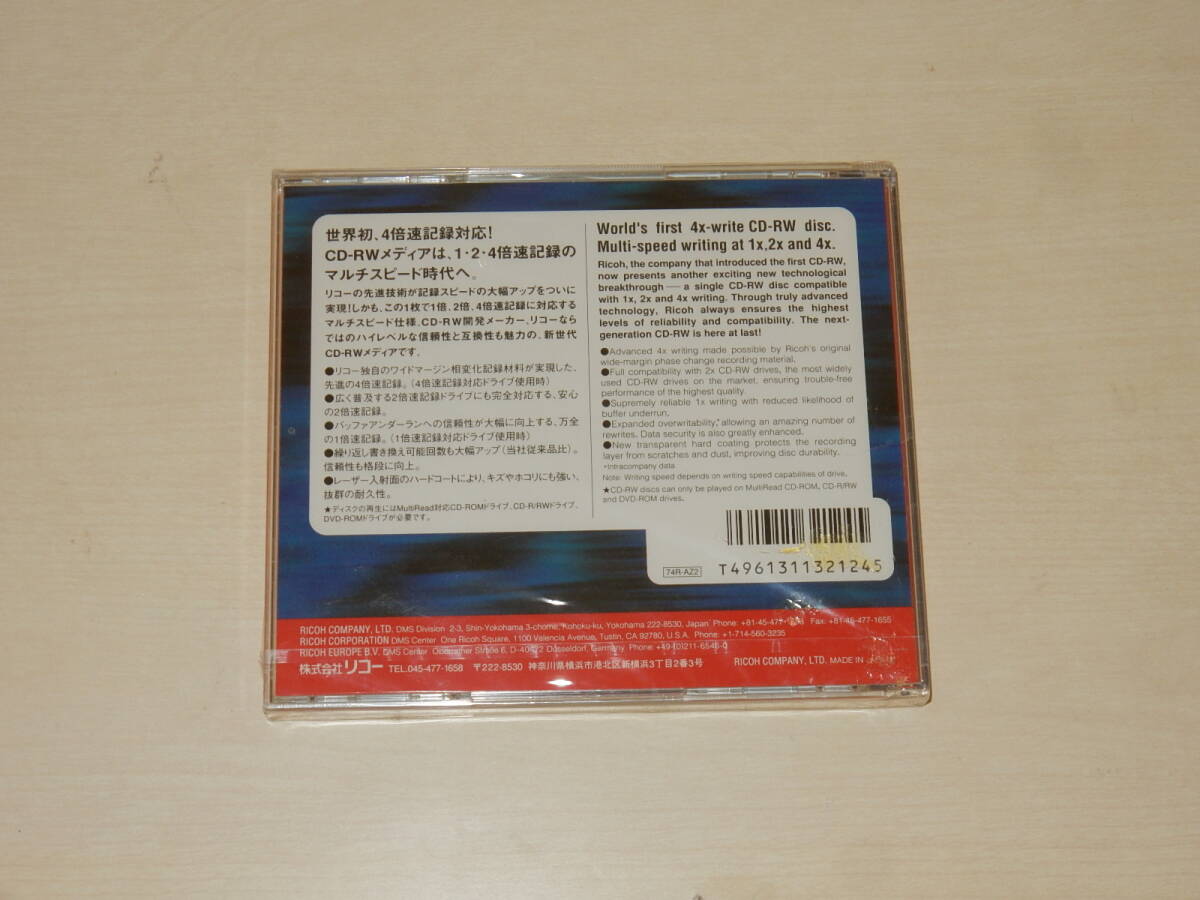 世界初、4倍速記録対応!
CD-RWメディアは、1・2・4倍速記録の
マルチスピード時代へ。
リコーの先進技術が記録スピードの大幅アップをついに
実現!しかも、この1枚で1倍、2倍、4倍速記録に対応する
マルチスピード仕様。CD-RW開発メーカー、リコーなら
ではのハイレベルな信頼性と互換性も魅力の、新世代
CD-RWメディアです。
●リコー独自のワイドマージン相変化記録材料が実現した、
先進の4倍速記録。(4倍速記録対応ドライブ使用時)
●広く普及する2倍速記録ドライブにも完全対応する、安心
の2倍速記録。
●バッファアンダーランへの信頼性が大幅に向上する、万全
の1倍速記録。(1倍速記録対応ドライブ使用時)
●繰り返し書き換え可能回数も大幅アップ(当社従来品比)。
信頼性も格段に向上。
●レーザー入射面のハードコートにより、キズやホコリにも強い、
抜群の耐久性。
★ディスクの再生にはMultiRead対応CD-ROMドライブ、CD-R/RWドライブ、
DVD-ROMドライブが必要です。
World's first 4x-write CD-RW disc.
Multi-speed writing at 1x,2x and 4x.
Ricoh, the company that introduced the first CD-RW,
now presents another exciting new technological
breakthrough — a single CD-RW disc compatible
with 1x, 2x and 4x writing. Through truly advanced
technology, Ricoh always ensures the highest
levels of reliability and compatibility. The next-
generation CD-RW is here at last!
●Advanced 4x writing made possible by Ricoh's original
wide-margin phase change recording material.
●Full compatibility with 2x CD-RW drives, the most widely
used CD-RW drives on the market, ensuring trouble-free
performance of the highest quality.
●Supremely reliable 1x writing with reduced likelihood of
buffer underrun.
●Expanded overwritability,* allowing an amazing number of
rewrites. Data security is also greatly enhanced.
●New transparent hard coating protects the recording
layer from scratches and dust, improving disc durability.
*Intracompany data
Note: Writing speed depends on writing speed capabilities of drive.
★CD-RW discs can only be played on MultiRead CD-ROM, CD-R/RW
and DVD-ROM drives.
74R-AZ2
T4961311321245
RICOH COMPANY, LTD. DMS Division 2-3, Shin-Yokohama 3-chome, Kohoku-ku, Yokohama 222-8530, Japan Phone: Fax: +81-45-477-1655
RICOH CORPORATION DMS Center One Ricoh Square, 1100 Valencia Avenue, Tustin, CA 92780, U.S.A. Phone: +1-714-560-3235
RICOH EUROPE B.V. DMS Center Straße 6, Düsseldorf, Germany Phone:
株式会社リコー TEL.045-477-1658 〒222-8530 神奈川県横浜市港北区新横浜3丁目2番3号 RICOH COMPANY, LTD. MADE IN